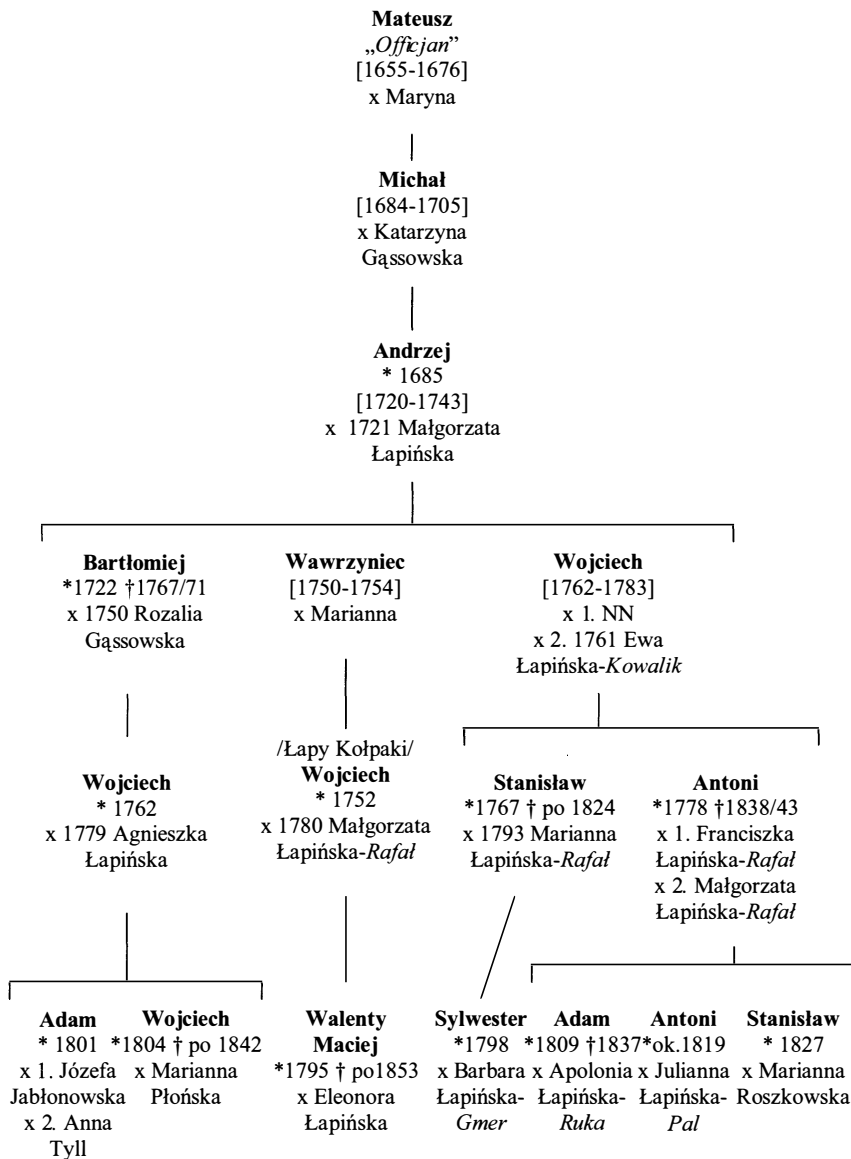 Mateusz
„Officjan”
[1655-1676]
x Maryna
Michał
[1684-1705]
x Katarzyna
Gąssowska
Andrzej
* 1685
[1720-1743]
x 1721 Małgorzata
Łapińska
Bartłomiej
*1722 †1767/71
x 1750 Rozalia
Gąssowska
Wawrzyniec
[1750-1754]
x Marianna
Wojciech
[1762-1783]
x 1. NN
x 2. 1761 Ewa
Łapińska-Kowalik
Wojciech
* 1762
x 1779 Agnieszka
Łapińska
/Łapy Kołpaki/
Wojciech
* 1752
x 1780 Małgorzata
Łapińska-Rafał
Stanisław
*1767 † po 1824
x 1793 Marianna
Łapińska-Rafał
Antoni
*1778 †1838/43
x 1. Franciszka
Łapińska-Rafał
x 2. Małgorzata
Łapińska-Rafał
Adam
* 1801
x 1. Józefa
Jabłonowska
x 2. Anna
Tyll
Wojciech
*1804 † po 1842
x Marianna
Płońska
Walenty
Maciej
*1795 † po1853
x Eleonora
Łapińska
Sylwester
*1798
x Barbara
Łapińska-
Gmer
Adam
*1809 †1837
x Apolonia
Łapińska-
Ruka
Antoni
*ok.1819
x Julianna
Łapińska-
Pal
Stanisław
* 1827
x Marianna
Roszkowska